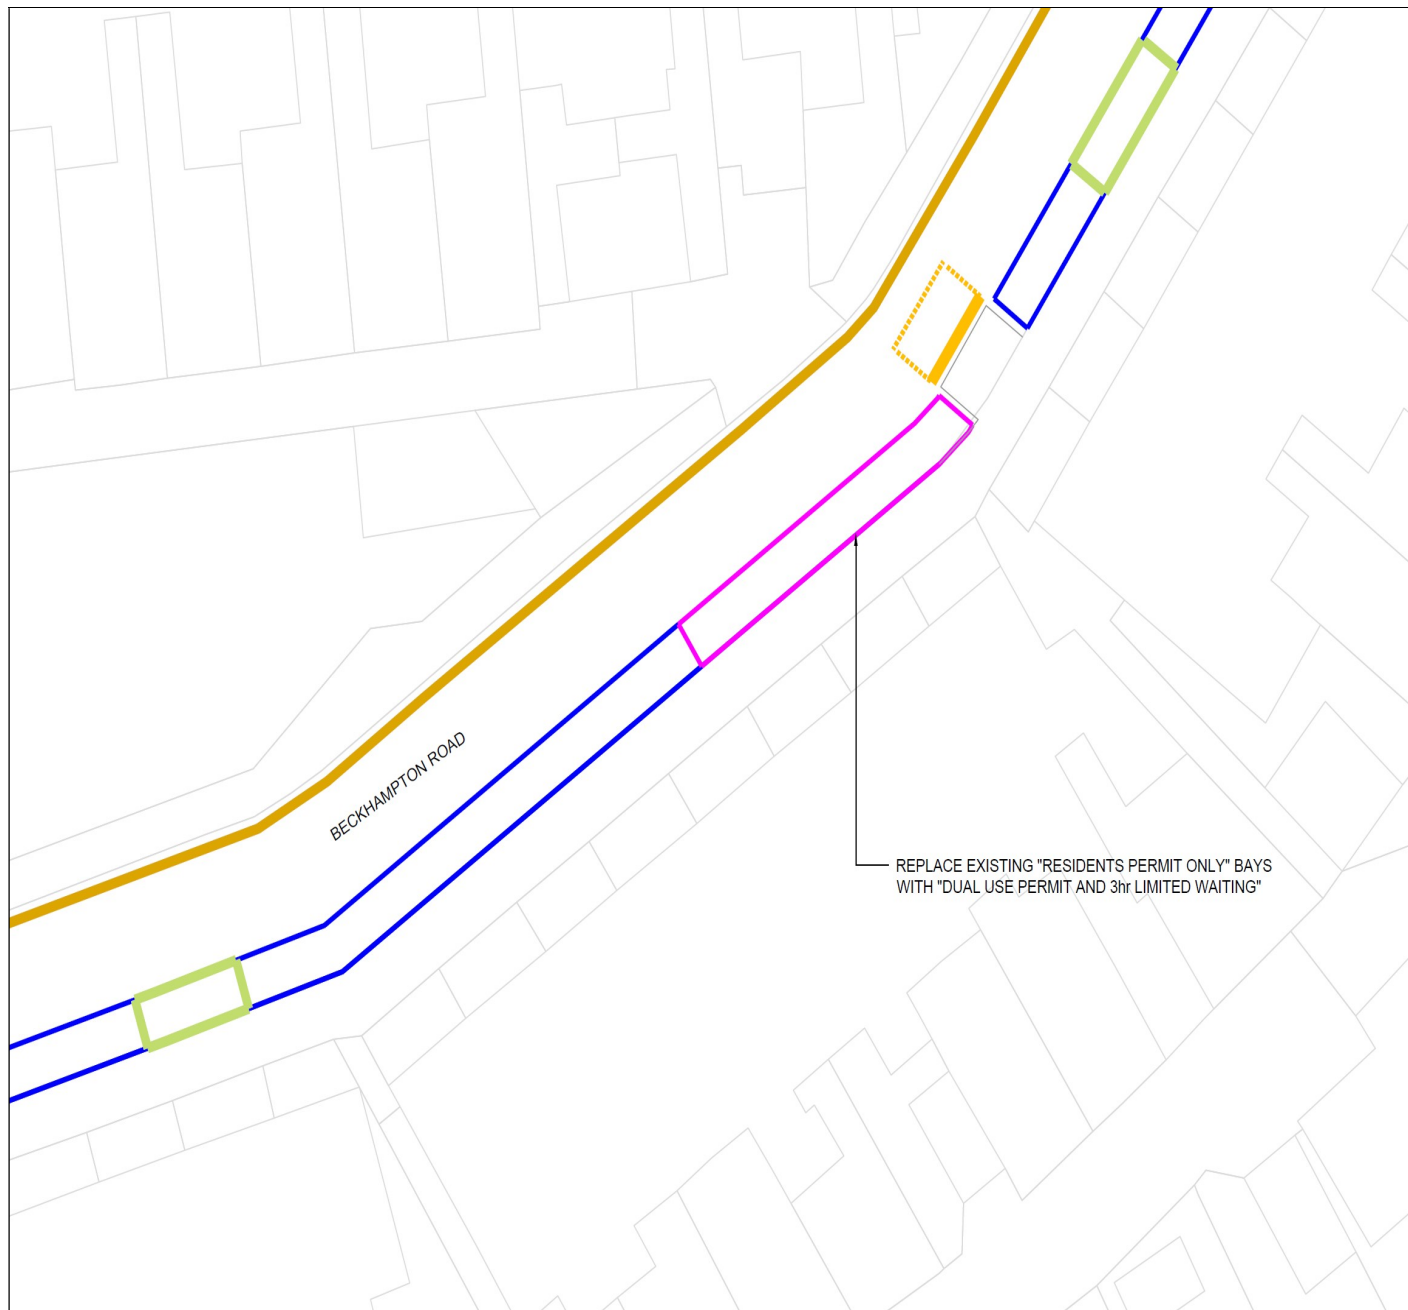 BECKHAMPTON ROAD
REPLACE EXISTING "RESIDENTS PERMIT ONLY" BAYS
WITH "DUAL USE PERMIT AND 3hr LIMITED WAITING"